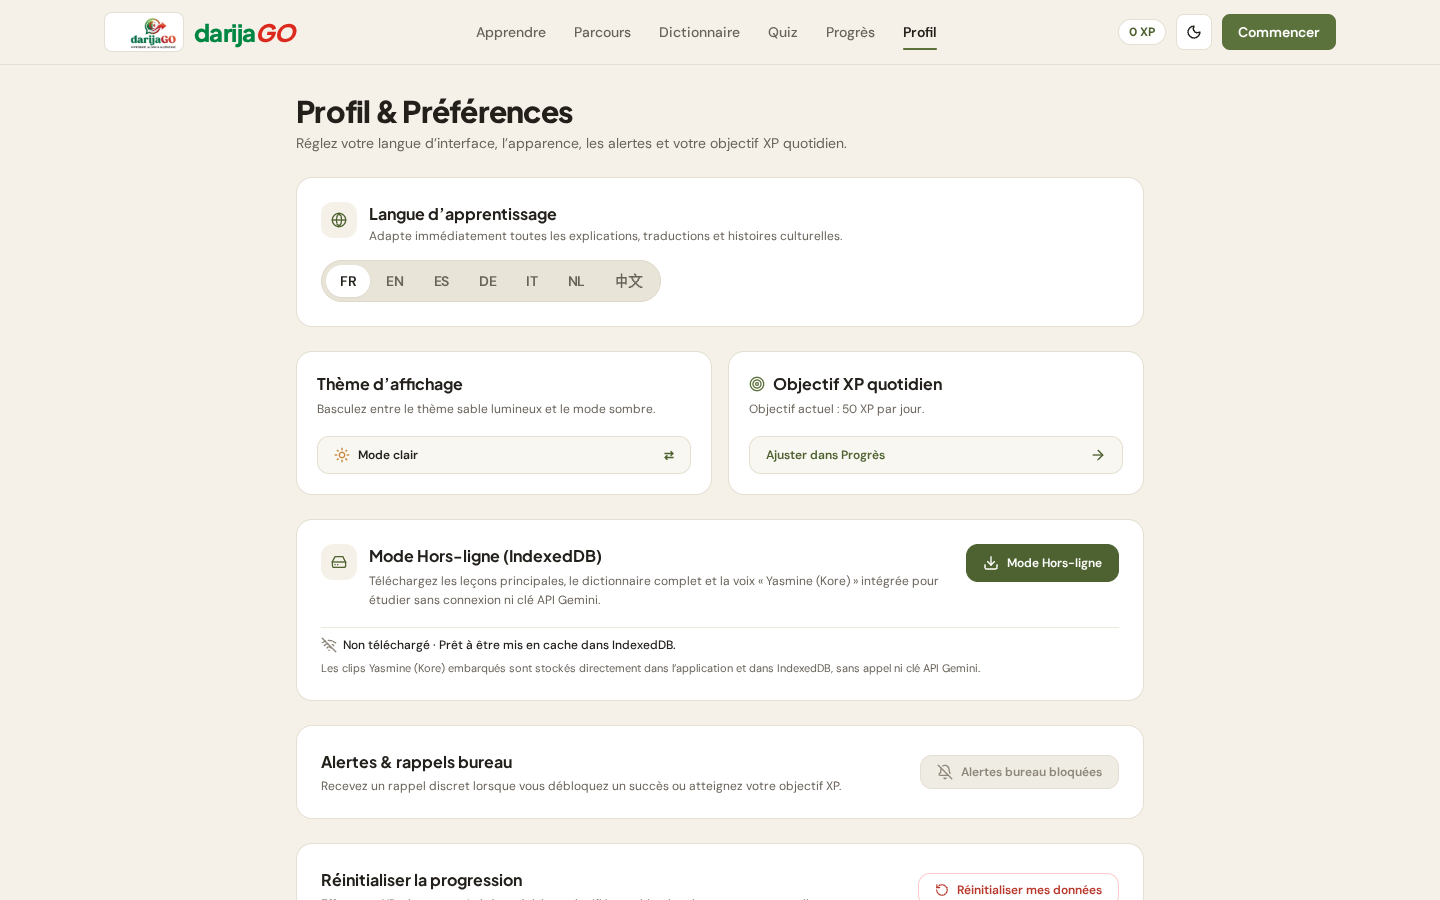 darijaGO
darijaGO
Apprendre
Parcours
Dictionnaire
Quiz
Progrès
Profil
0 XP
Commencer
Profil & Préférences
Réglez votre langue d’interface, l’apparence, les alertes et votre objectif XP quotidien.
Langue d’apprentissage
Adapte immédiatement toutes les explications, traductions et histoires culturelles.
FR
EN
ES
DE
IT
NL
中文
Thème d’affichage
Basculez entre le thème sable lumineux et le mode sombre.
Mode clair
Objectif XP quotidien
Objectif actuel : 50 XP par jour.
Ajuster dans Progrès
Mode Hors-ligne (IndexedDB)
Téléchargez les leçons principales, le dictionnaire complet et la voix « Yasmine (Kore) » intégrée pour
étudier sans connexion ni clé API Gemini.
Mode Hors-ligne
Non téléchargé · Prêt à être mis en cache dans IndexedDB.
Les clips Yasmine (Kore) embarqués sont stockés directement dans l’application et dans IndexedDB, sans appel ni clé API Gemini.
Alertes & rappels bureau
Recevez un rappel discret lorsque vous débloquez un succès ou atteignez votre objectif XP.
Alertes bureau bloquées
Réinitialiser la progression
Réinitialiser mes données